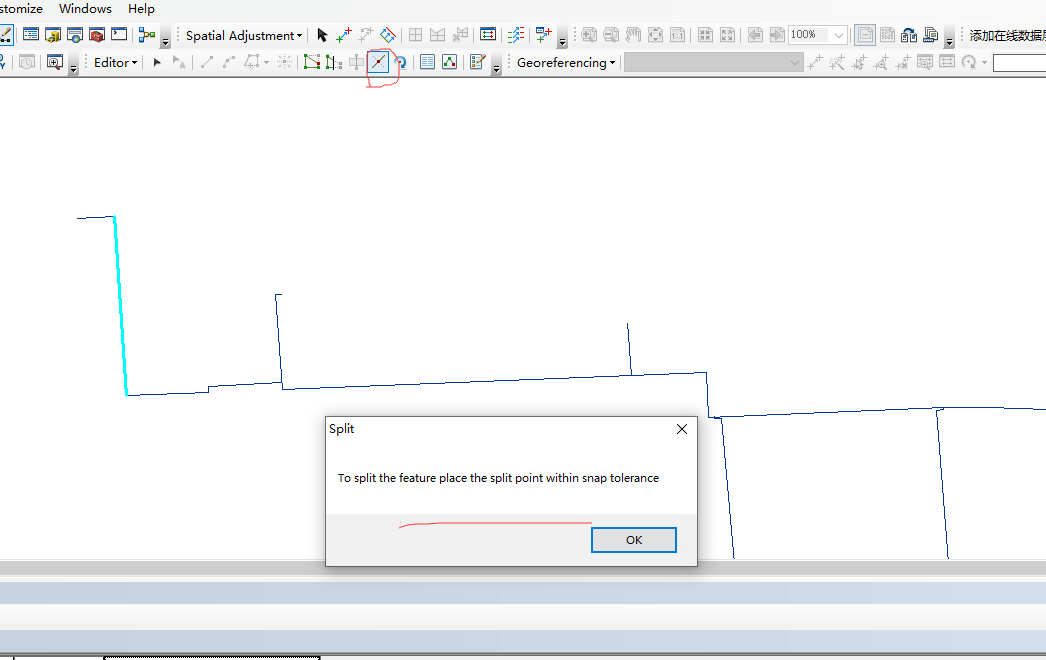 stomize Windows Help
Spatial Adjustment 100% 添加在线数据
Editor Georeferencing
Split
To split the feature place the split point within snap tolerance
OK